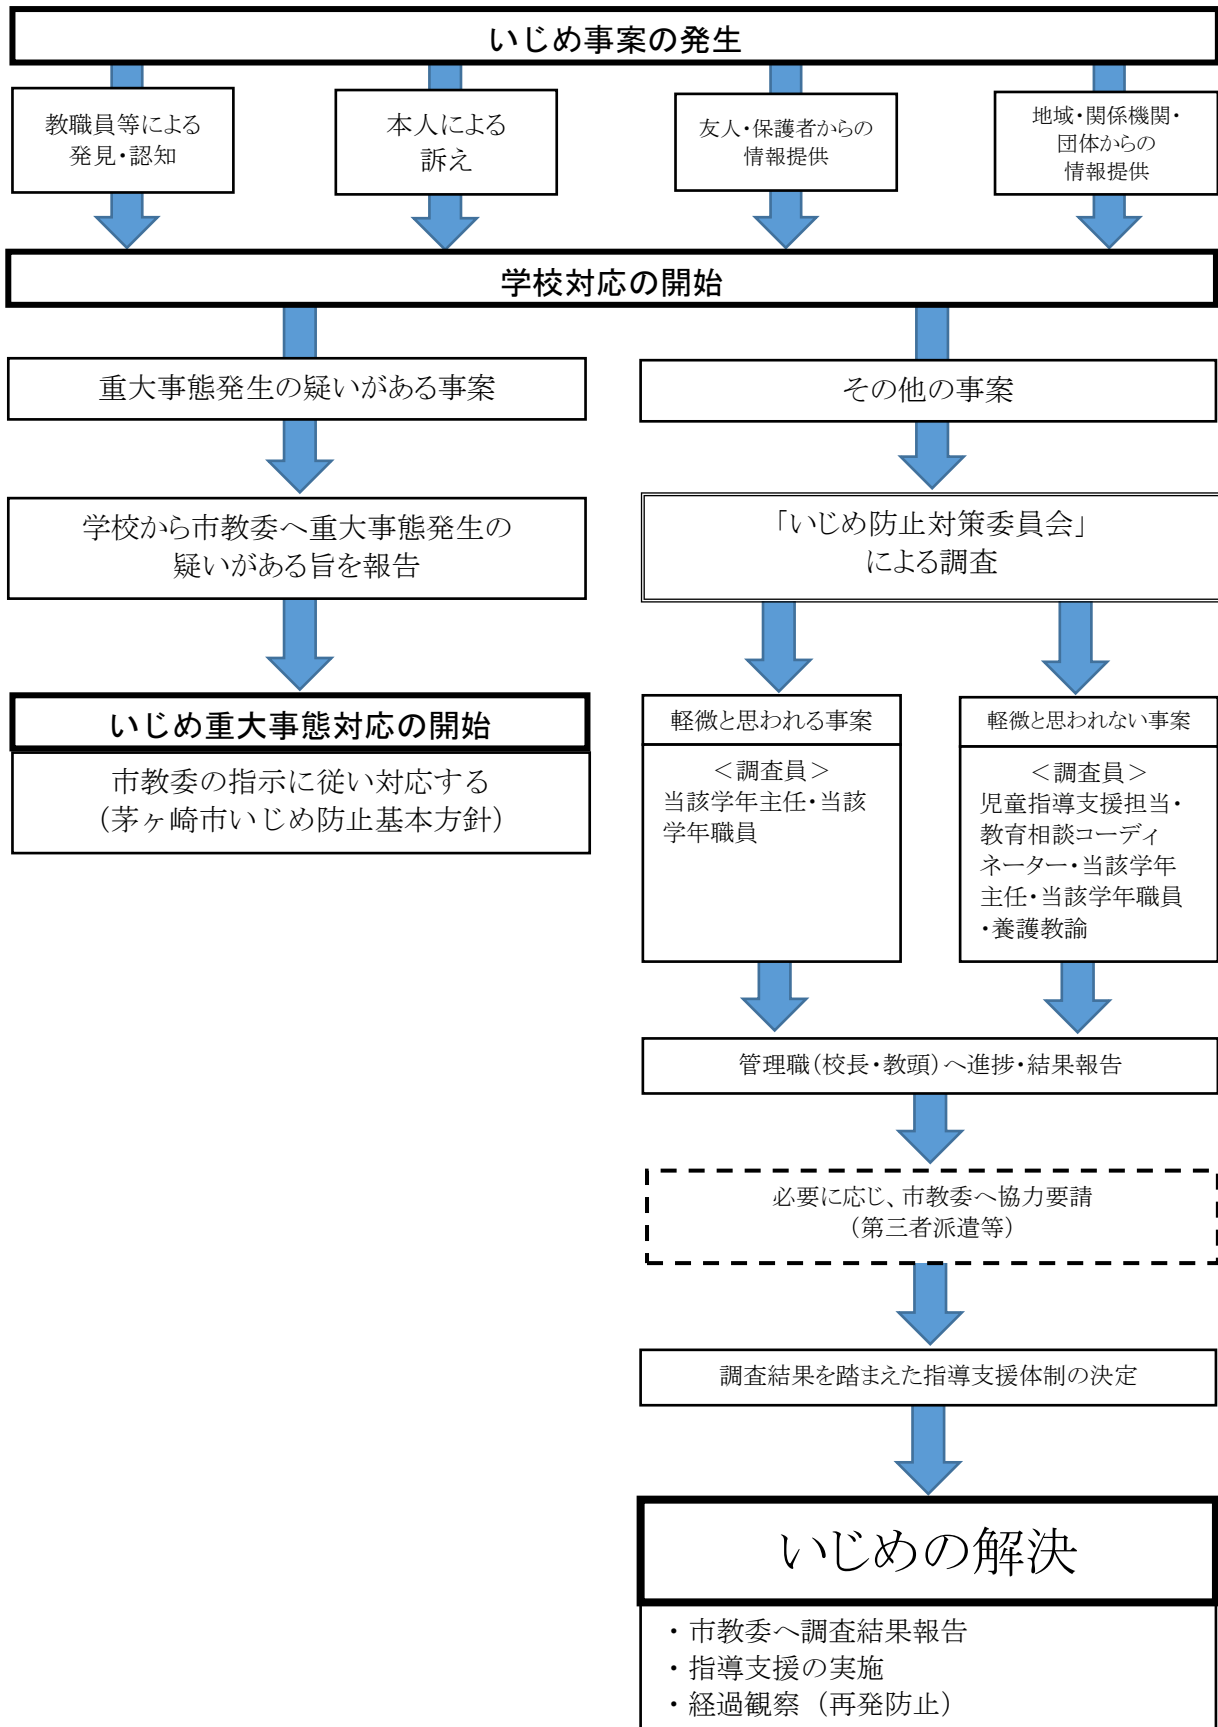 いじめ事案の発生
教職員等による
発見・認知
本人による
訴え
友人・保護者からの
情報提供
地域・関係機関・
団体からの
情報提供
学校対応の開始
重大事態発生の疑いがある事案
学校から市教委へ重大事態発生の
疑いがある旨を報告
いじめ重大事態対応の開始
市教委の指示に従い対応する
（茅ヶ崎市いじめ防止基本方針）
その他の事案
「いじめ防止対策委員会」
による調査
軽微と思われる事案
＜調査員＞
当該学年主任・当該
学年職員
軽微と思われない事案
＜調査員＞
児童指導支援担当・
教育相談コーディ
ネーター・当該学年
主任・当該学年職員
・養護教諭
管理職（校長・教頭）へ進捗・結果報告
必要に応じ、市教委へ協力要請
（第三者派遣等）
調査結果を踏まえた指導支援体制の決定
いじめの解決
・市教委へ調査結果報告
・指導支援の実施
・経過観察（再発防止）